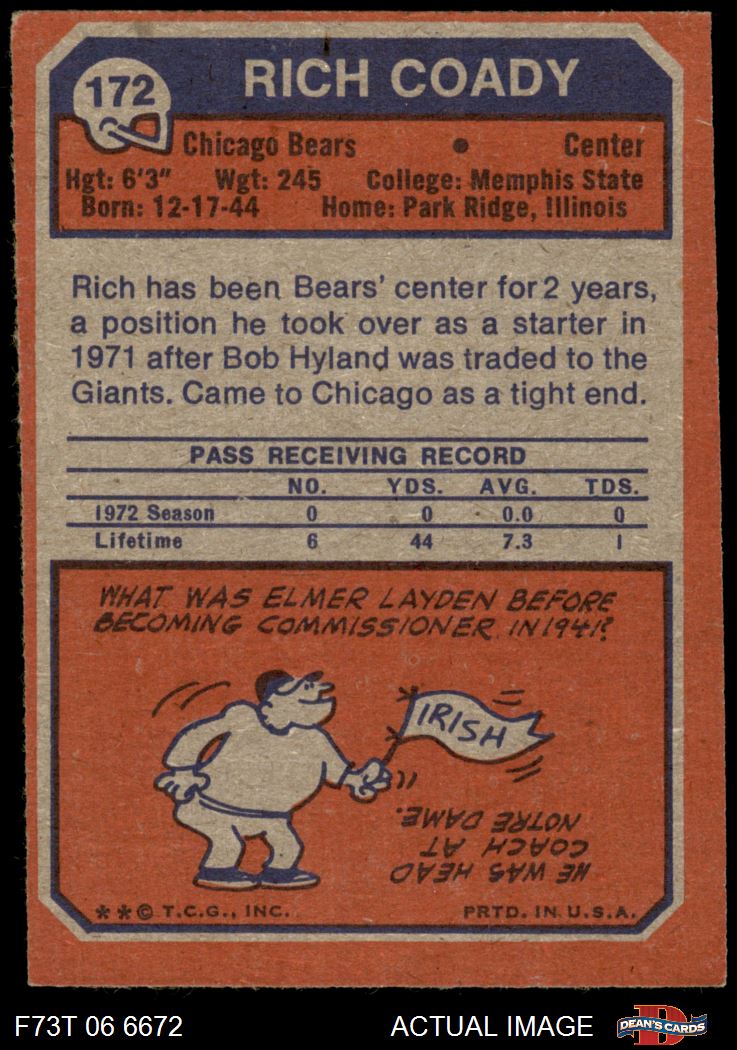 172
RICH COADY
Chicago Bears • Center
Hgt: 6'3" Wgt: 245 College: Memphis State
Born: 12-17-44 Home: Park Ridge, Illinois
Rich has been Bears' center for 2 years,
a position he took over as a starter in
1971 after Bob Hyland was traded to the
Giants. Came to Chicago as a tight end.
PASS RECEIVING RECORD
NO. YDS. AVG. TDS.
1972 Season 0 0 0.0 0
Lifetime 6 44 7.3 1
WHAT WAS ELMER LAYDEN BEFORE
BECOMING COMMISSIONER IN 1941?
IRISH
HE WAS HEAD
COACH AT
NOTRE DAME.
**© T.C.G., INC. PRTD. IN U.S.A.
F73T 06 6672 ACTUAL IMAGE D DEAN'S CARDS